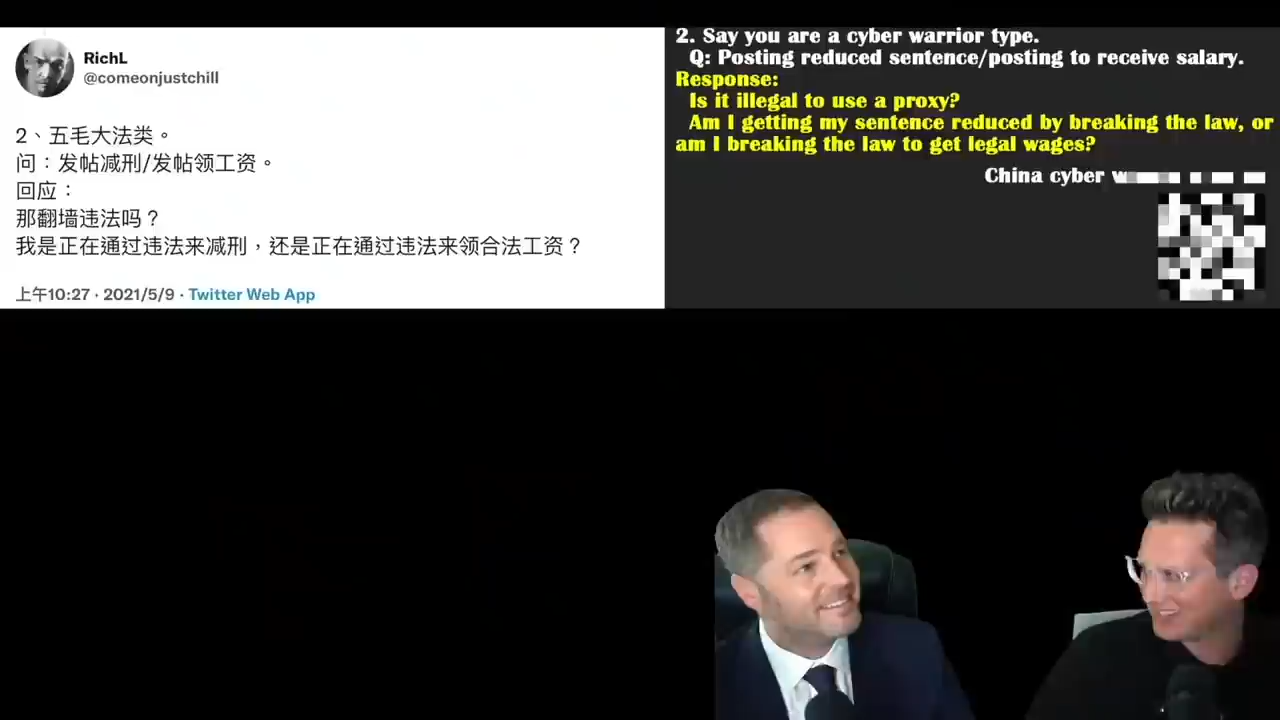 RichL
@comeonjustchill
2、五毛大法类。
问：发帖减刑/发帖领工资。
回应：
那翻墙违法吗？
我是正在通过违法来减刑，还是正在通过违法来领合法工资？
上午10:27 · 2021/5/9 · Twitter Web App
2. Say you are a cyber warrior type.
Q: Posting reduced sentence/posting to receive salary.
Response:
Is it illegal to use a proxy?
Am I getting my sentence reduced by breaking the law, or
am I breaking the law to get legal wages?
China cyber